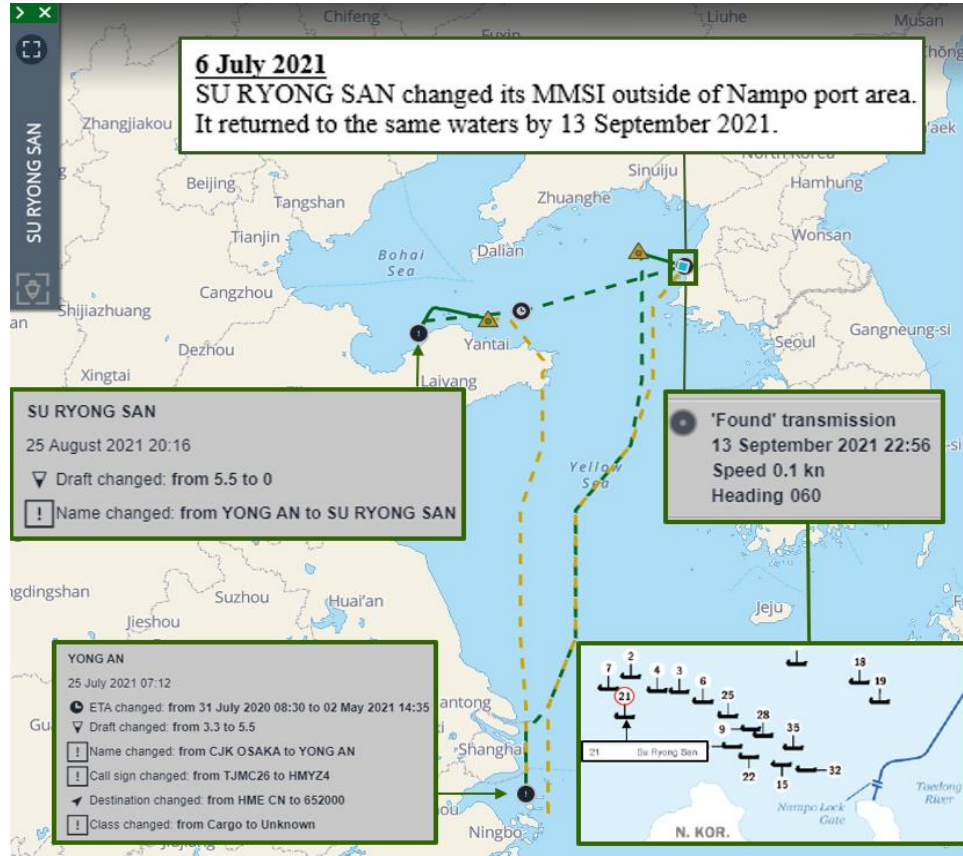 SU RYONG SAN
6 July 2021
SU RYONG SAN changed its MMSI outside of Nampo port area.
It returned to the same waters by 13 September 2021.
Chifeng
Liuhe
Musan
Zhangjiakou
Beijing
Tangshan
Tianjin
Cangzhou
Shijiazhuang
Dezhou
Xingtai
Bohai
Sea
Dalian
Zhuanghe
Sinuiju
Hamhung
Wonsan
Seoul
Gangneung-si
Yantai
Laiyang
Yellow
Sea
SU RYONG SAN
25 August 2021 20:16
Draft changed: from 5.5 to 0
! Name changed: from YONG AN to SU RYONG SAN
'Found' transmission
13 September 2021 22:56
Speed 0.1 kn
Heading 060
Suzhou
Huai'an
Jieshou
Jeju
Shanghai
Ningbo
YONG AN
25 July 2021 07:12
ETA changed: from 31 July 2020 08:30 to 02 May 2021 14:35
Draft changed: from 3.3 to 5.5
! Name changed: from CJK OSAKA to YONG AN
! Call sign changed: from TJMC26 to HMYZ4
Destination changed: from HME CN to 652000
! Class changed: from Cargo to Unknown
7
2
4
3
6
21
25
28
9
35
22
15
32
18
19
21 Su Ryong San
Nampo Lock
Gate
Taedong
River
N. KOR.